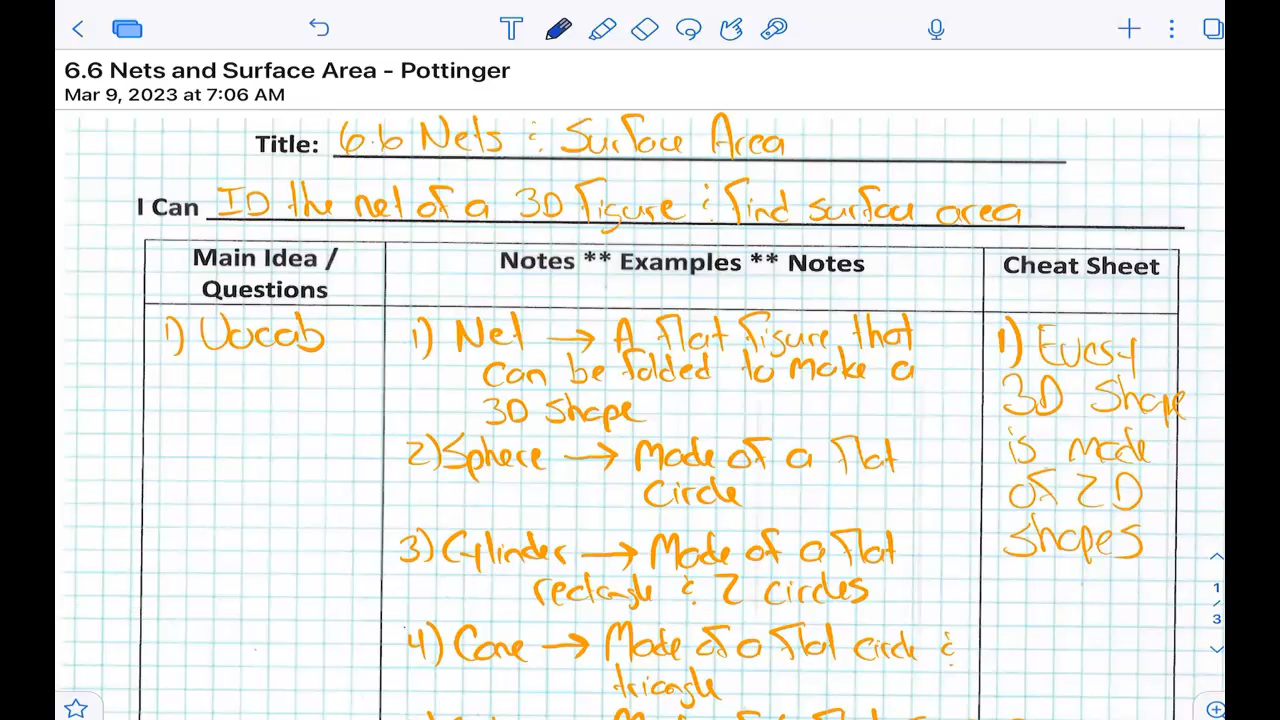 6.6 Nets and Surface Area - Pottinger
Mar 9, 2023 at 7:06 AM
Title: 6.6 Nets & Surface Area
I Can ID the net of a 3D figure & find surface area
Main Idea /
Questions
Notes ** Examples ** Notes
Cheat Sheet
1) Vocab
1) Net → A flat figure that
can be folded to make a
3D shape
2) Sphere → Made of a flat
circle
3) Cylinder → Made of a flat
rectangle & 2 circles
4) Cone → Made of a flat circle &
triangle
1) Every
3D shape
is made
of 2D
shapes
1
/
3